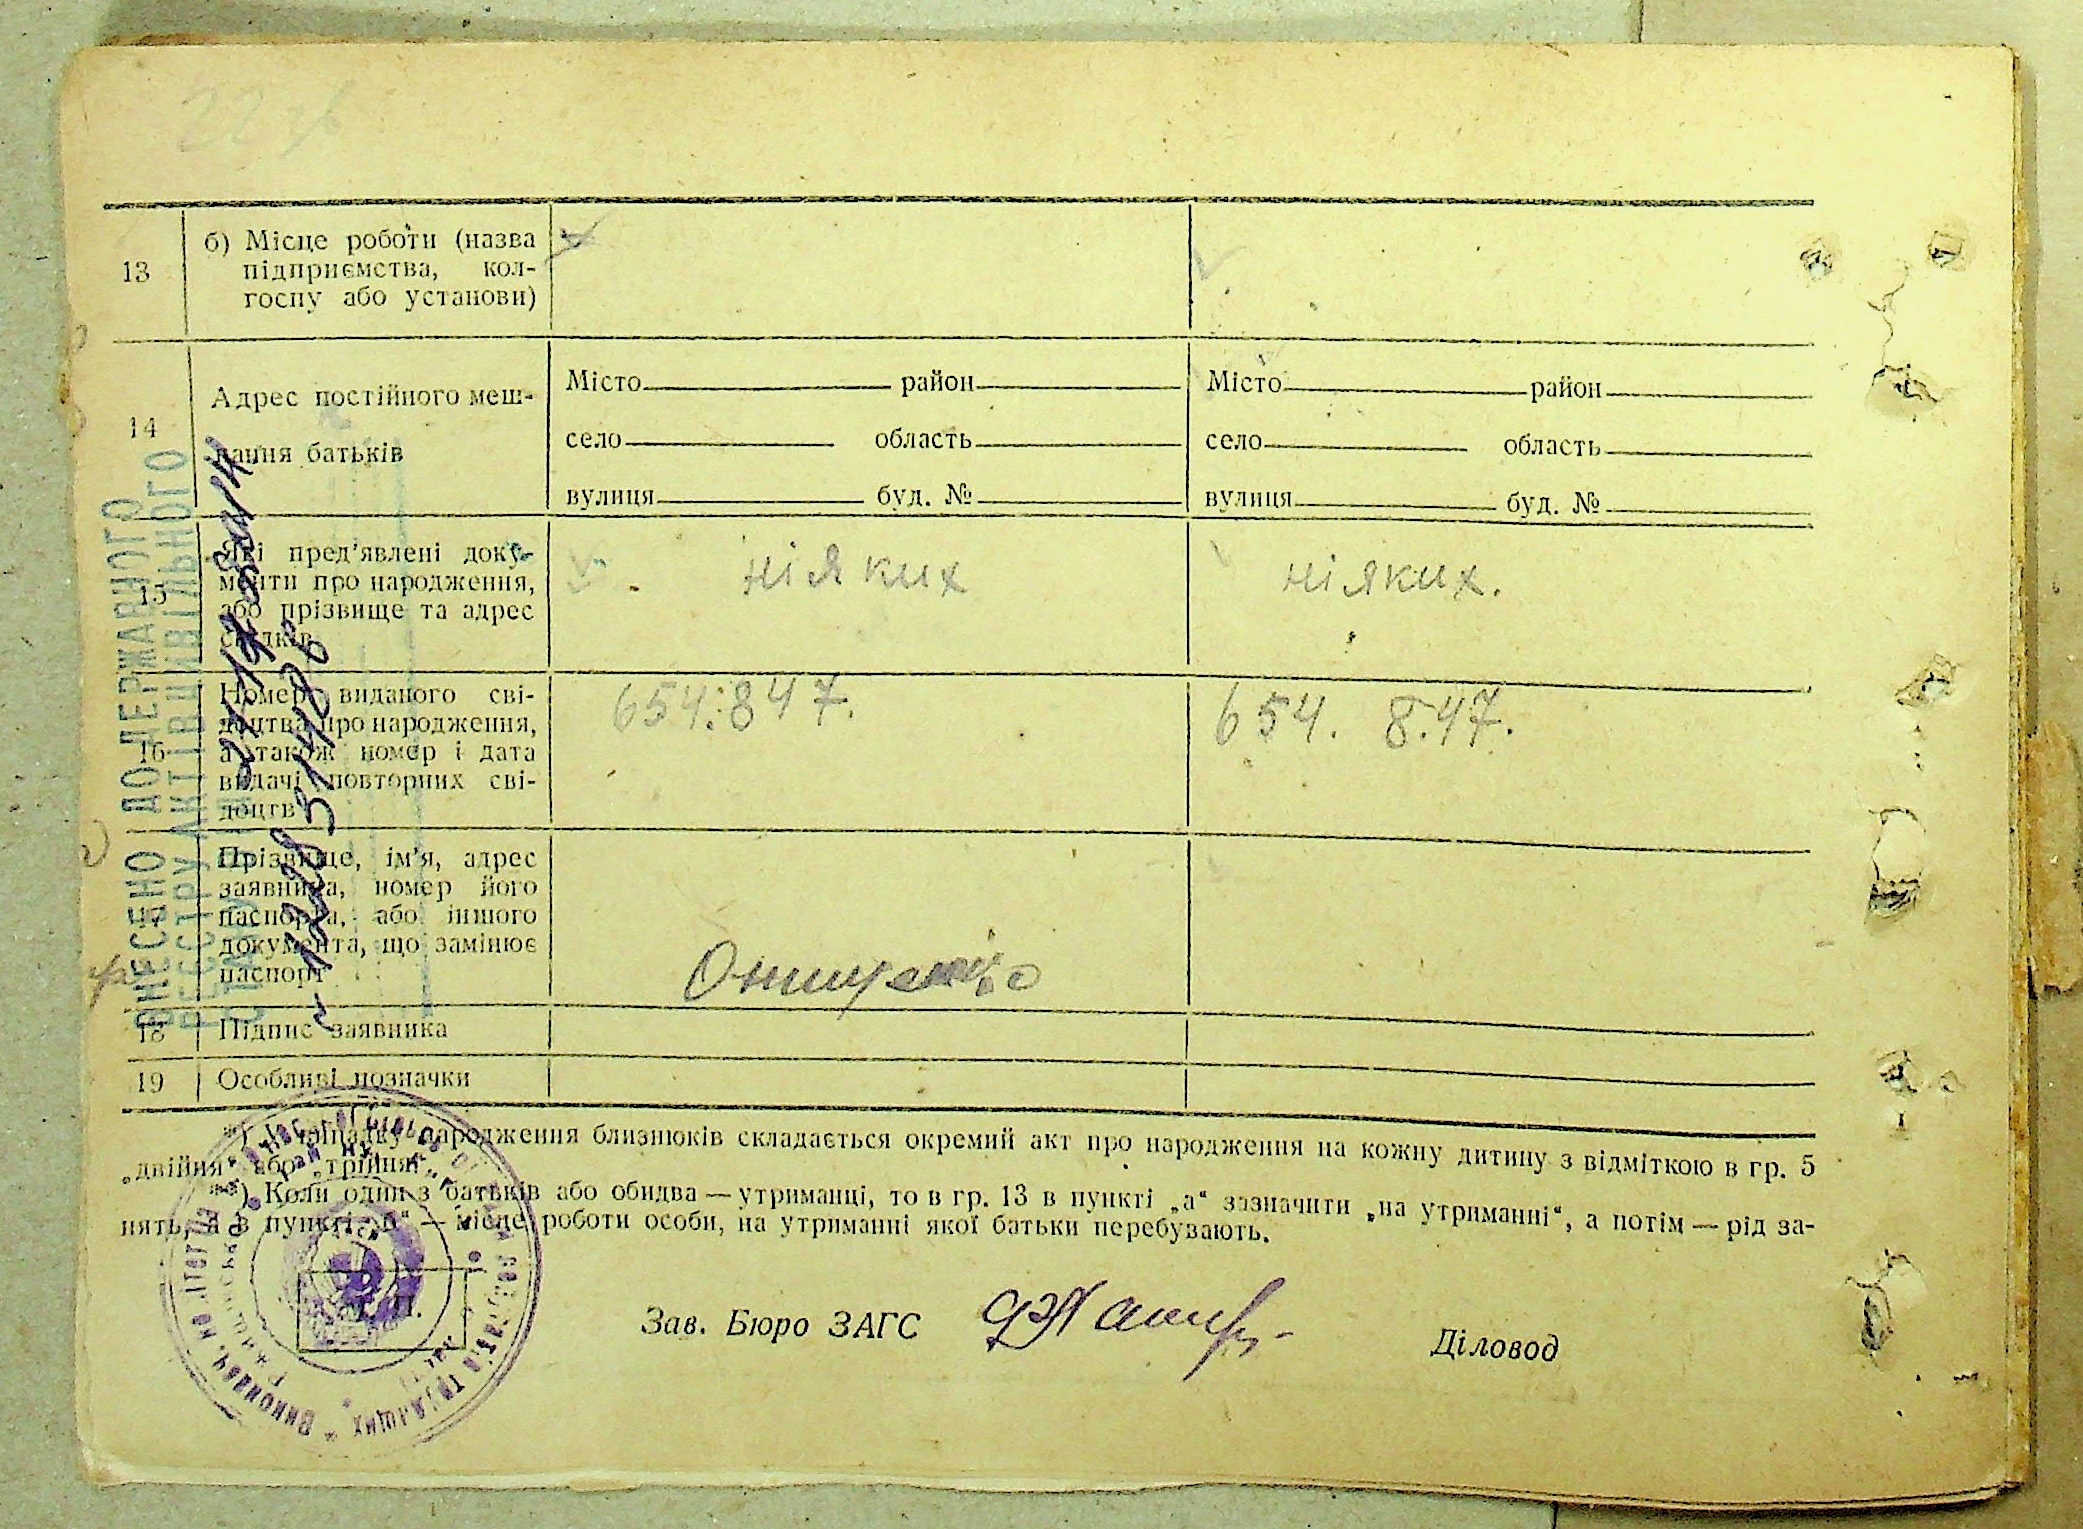 13
б) Місце роботи (назва
підприємства, кол-
госпу або установи)
14
Адрес постійного меш-
кання батьків
Місто район
село область
вулиця буд. №
Місто район
село область
вулиця буд. №
15
Які пред'явлені доку-
менти про народження,
або прізвище та адрес
свідків
ніяких
ніяких.
16
Номер виданого сві-
доцтва про народження,
а також номер і дата
видачі повторних сві-
доцтв
654.847.
654. 8.47.
17
Прізвище, ім'я, адрес
заявника, номер його
паспорта, або іншого
документа, що замінює
паспорт
Онищенко
18
Підпис заявника
19
Особливі позначки
*) У випадку народження близнюків складається окремий акт про народження на кожну дитину з відміткою в гр. 5
„двійня“ або „трійня“.
*) Коли один з батьків або обидва — утриманці, то в гр. 13 в пункті „а“ зазначити „на утриманні“, а потім — рід за-
нять, а в пункті „б“ — місце роботи особи, на утриманні якої батьки перебувають.
М. П.
Зав. Бюро ЗАГС
Діловод
ВНЕСЕНО ДО ДЕРЖАВНОГО
РЕЄСТРУ АКТІВ ЦИВІЛЬНОГО